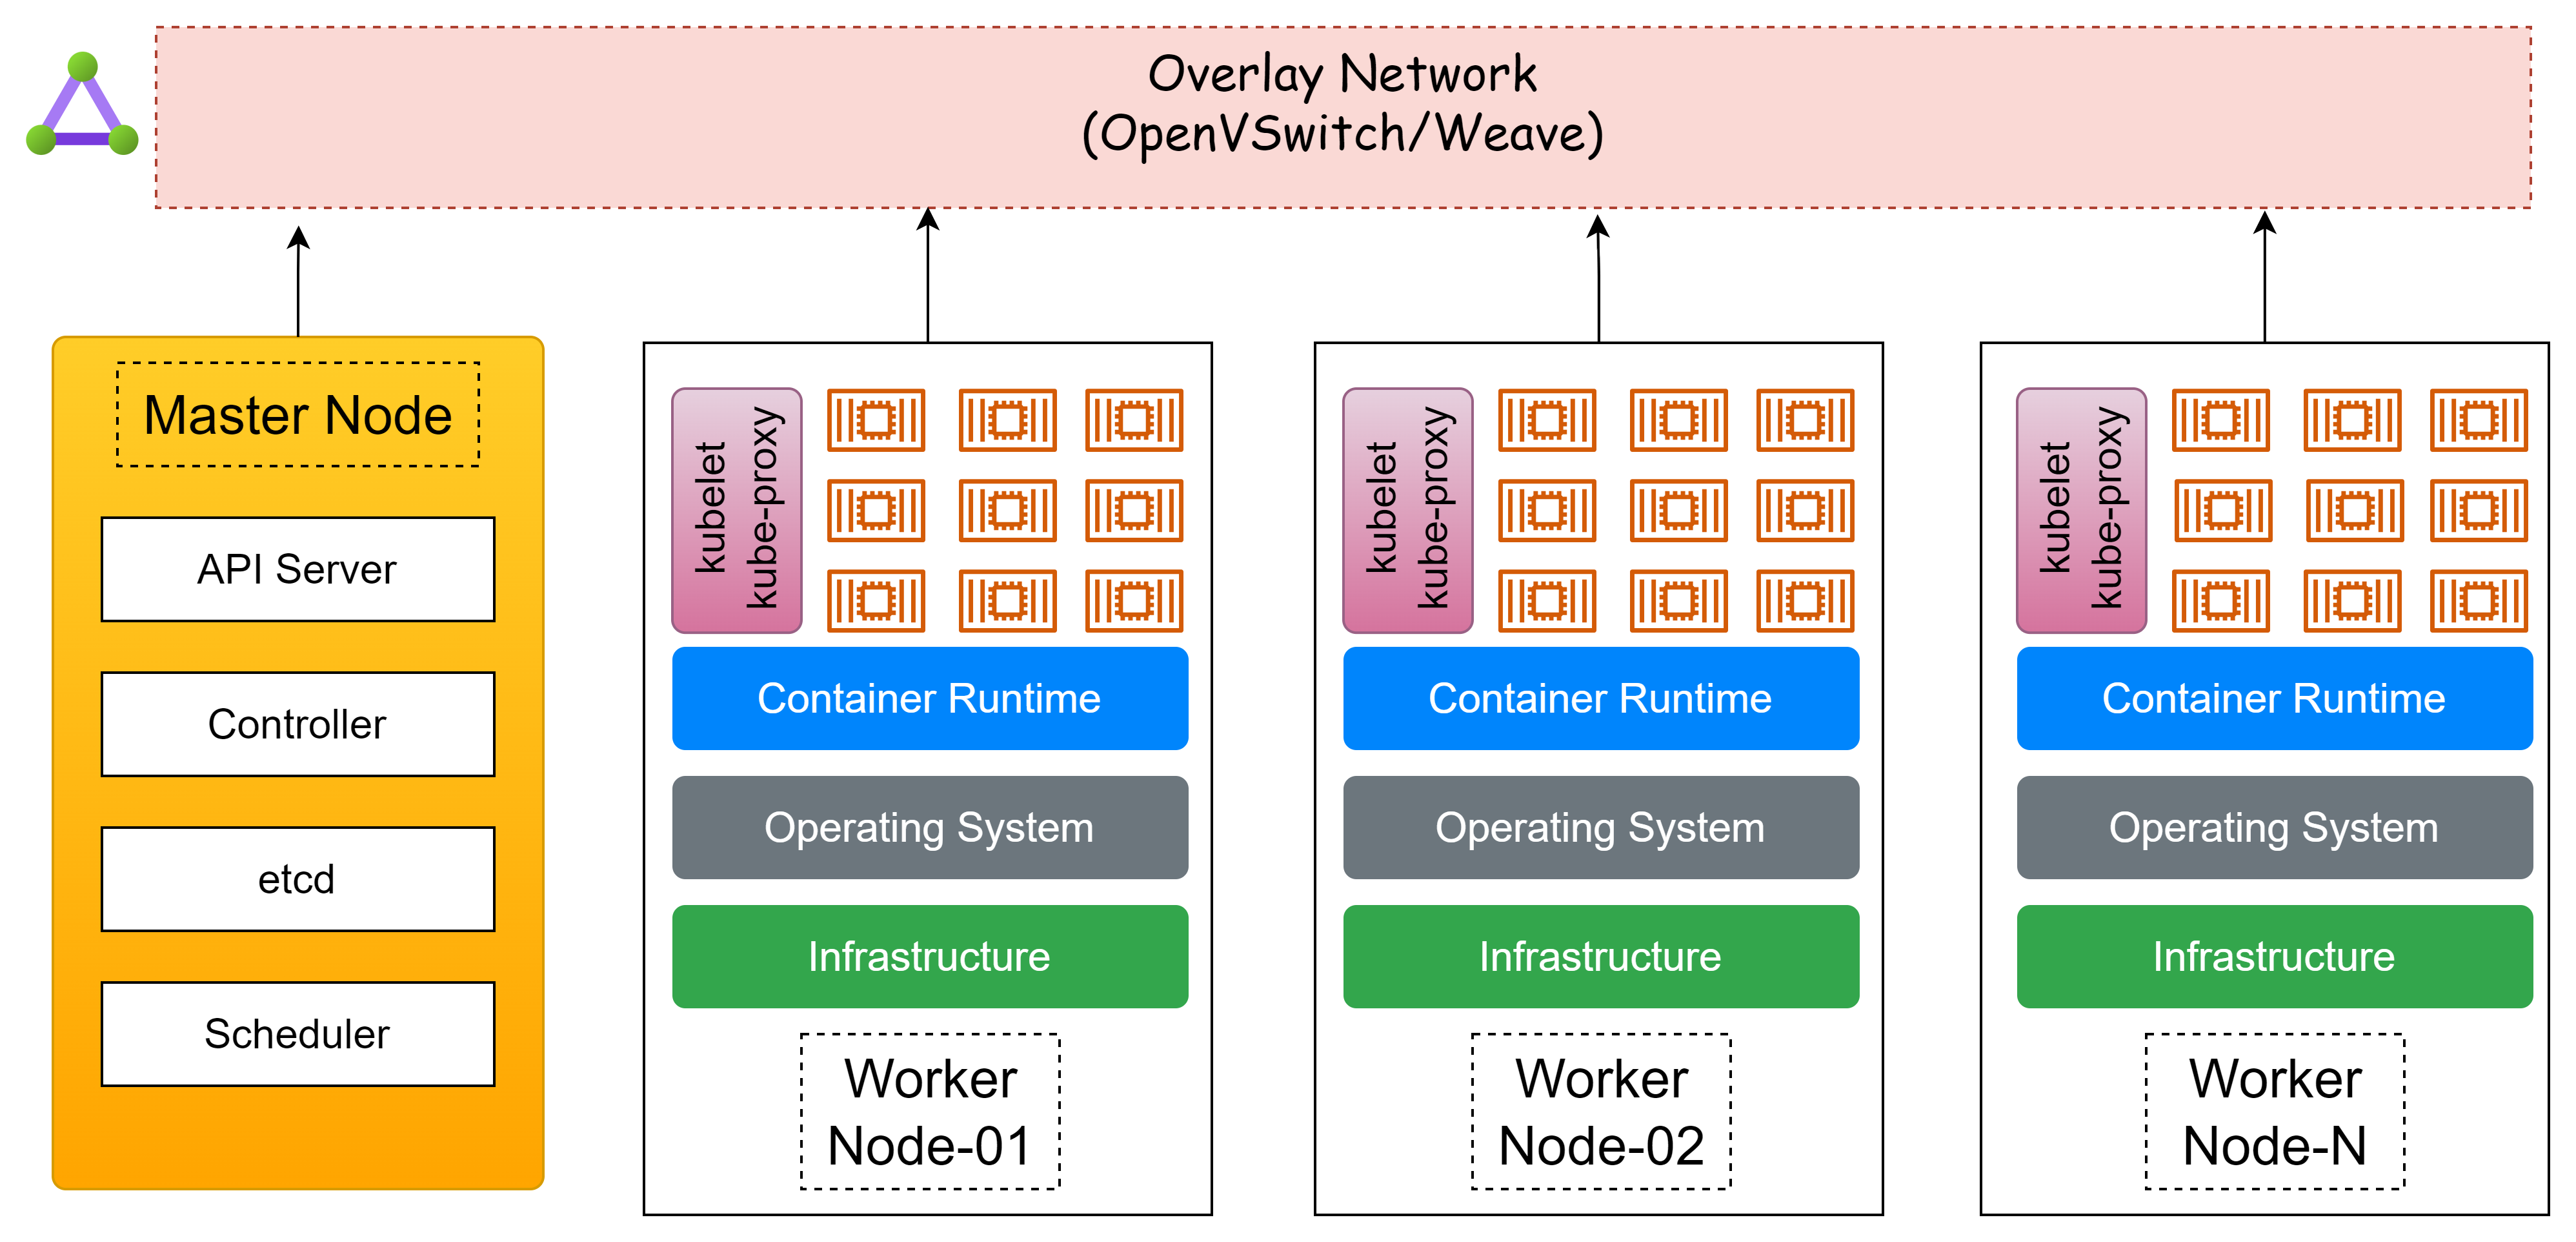 Overlay Network
(OpenVSwitch/Weave)
Master Node
API Server
Controller
etcd
Scheduler
kubelet
kube-proxy
Container Runtime
Operating System
Infrastructure
Worker
Node-01
kubelet
kube-proxy
Container Runtime
Operating System
Infrastructure
Worker
Node-02
kubelet
kube-proxy
Container Runtime
Operating System
Infrastructure
Worker
Node-N